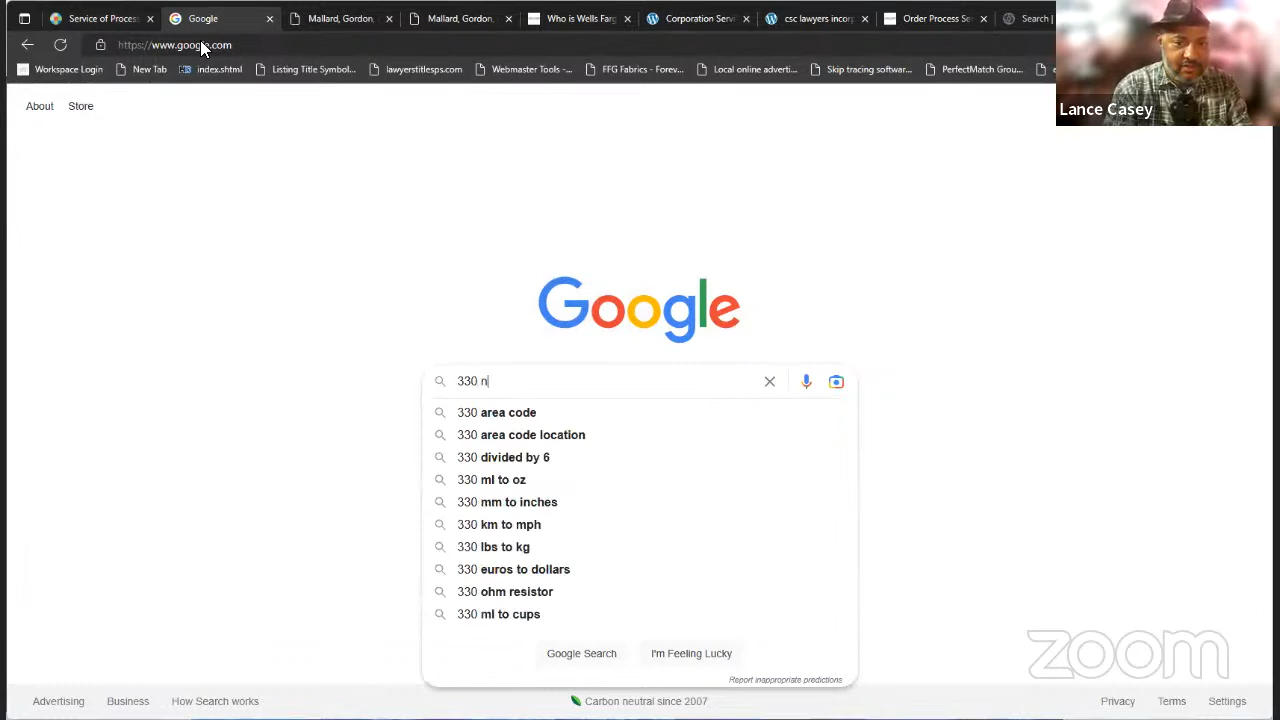 Service of Process
Google
Mallard, Gordon,
Mallard, Gordon,
Who is Wells Farg
Corporation Servi
csc lawyers incorp
Order Process Se
Search |
https://www.google.com
Workspace Login
New Tab
index.shtml
Listing Title Symbol...
lawyerstitleps.com
Webmaster Tools -...
FFG Fabrics - Forev...
Local online adverti...
Skip tracing softwar...
PerfectMatch Grou...
Lance Casey
About
Store
Google
330 n
330 area code
330 area code location
330 divided by 6
330 ml to oz
330 mm to inches
330 km to mph
330 lbs to kg
330 euros to dollars
330 ohm resistor
330 ml to cups
Google Search
I'm Feeling Lucky
Report inappropriate predictions
zoom
Advertising
Business
How Search works
Carbon neutral since 2007
Privacy
Terms
Settings